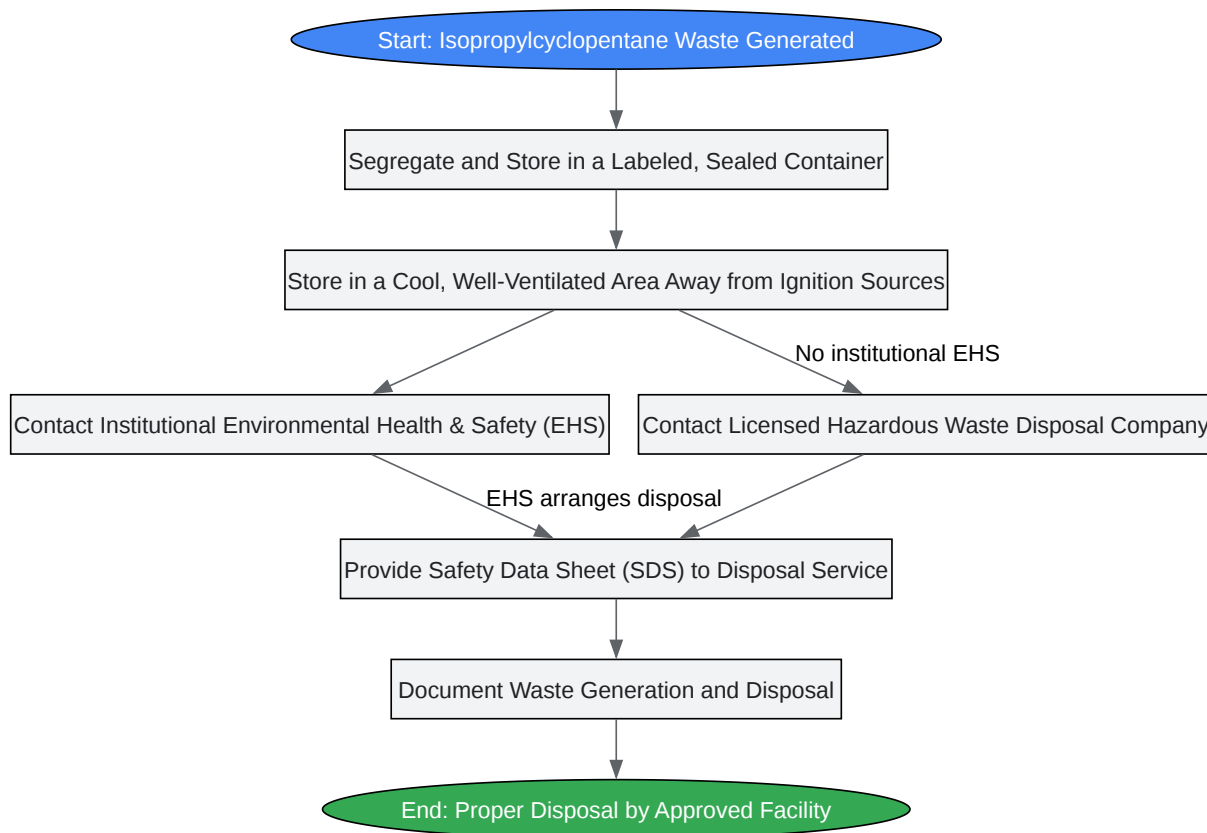 Start: Isopropylcyclopentane Waste Generated
Segregate and Store in a Labeled, Sealed Container
Store in a Cool, Well-Ventilated Area Away from Ignition Sources
No institutional EHS
Contact Institutional Environmental Health & Safety (EHS)
Contact Licensed Hazardous Waste Disposal Company
EHS arranges disposal
Provide Safety Data Sheet (SDS) to Disposal Service
Document Waste Generation and Disposal
End: Proper Disposal by Approved Facility